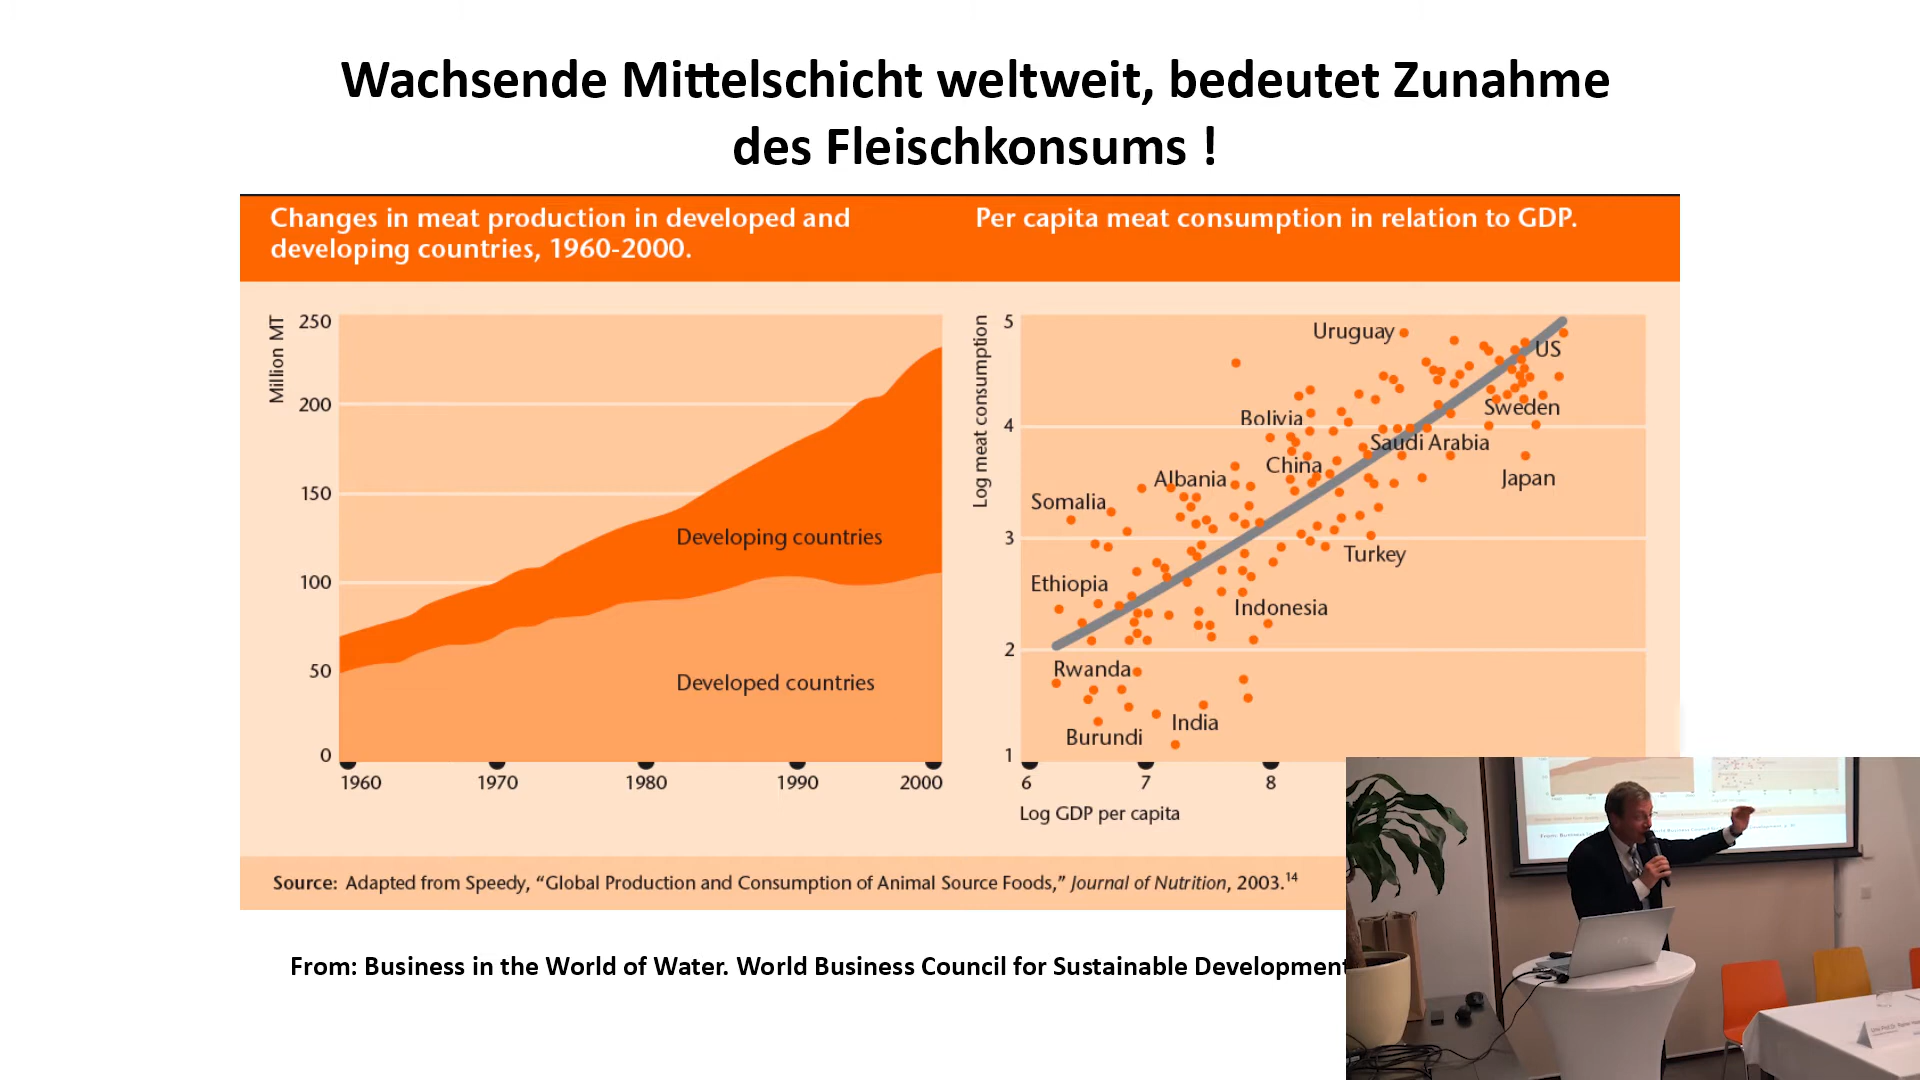 Wachsende Mittelschicht weltweit, bedeutet Zunahme
des Fleischkonsums !
Changes in meat production in developed and
developing countries, 1960-2000.
Million MT
250
200
150
100
50
0
Developing countries
Developed countries
1960 1970 1980 1990 2000
Per capita meat consumption in relation to GDP.
Log meat consumption
5
4
3
2
1
Uruguay
US
Sweden
Bolivia
Saudi Arabia
China
Japan
Albania
Somalia
Turkey
Ethiopia
Indonesia
Rwanda
India
Burundi
6 7 8
Log GDP per capita
Source: Adapted from Speedy, “Global Production and Consumption of Animal Source Foods,” Journal of Nutrition, 2003.14
From: Business in the World of Water. World Business Council for Sustainable Development